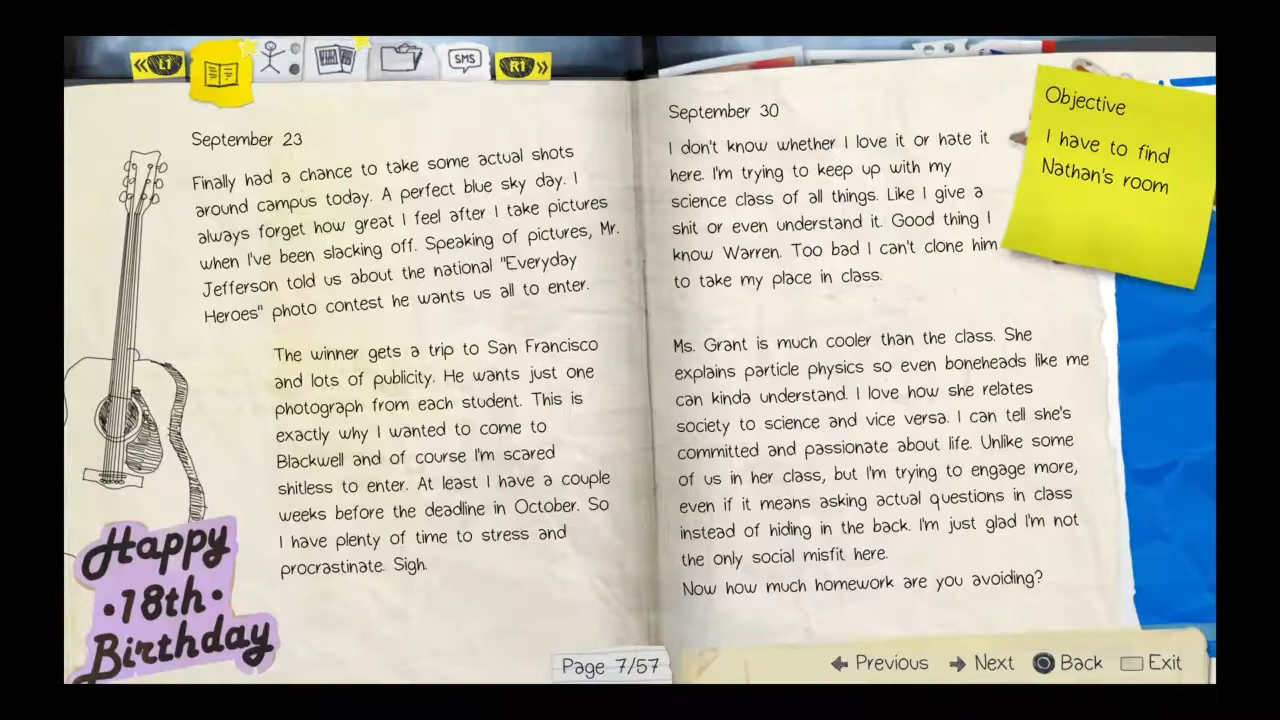 L1
SMS
R1
September 23
Finally had a chance to take some actual shots
around campus today. A perfect blue sky day. I
always forget how great I feel after I take pictures
when I've been slacking off. Speaking of pictures, Mr.
Jefferson told us about the national "Everyday
Heroes" photo contest he wants us all to enter.
The winner gets a trip to San Francisco
and lots of publicity. He wants just one
photograph from each student. This is
exactly why I wanted to come to
Blackwell and of course I'm scared
shitless to enter. At least I have a couple
weeks before the deadline in October. So
I have plenty of time to stress and
procrastinate. Sigh.
Happy
•18th•
Birthday
September 30
I don't know whether I love it or hate it
here. I'm trying to keep up with my
science class of all things. Like I give a
shit or even understand it. Good thing I
know Warren. Too bad I can't clone him
to take my place in class.
Ms. Grant is much cooler than the class. She
explains particle physics so even boneheads like me
can kinda understand. I love how she relates
society to science and vice versa. I can tell she's
committed and passionate about life. Unlike some
of us in her class, but I'm trying to engage more,
even if it means asking actual questions in class
instead of hiding in the back. I'm just glad I'm not
the only social misfit here.
Now how much homework are you avoiding?
Objective
I have to find
Nathan's room
Page 7/57
Previous Next Back Exit